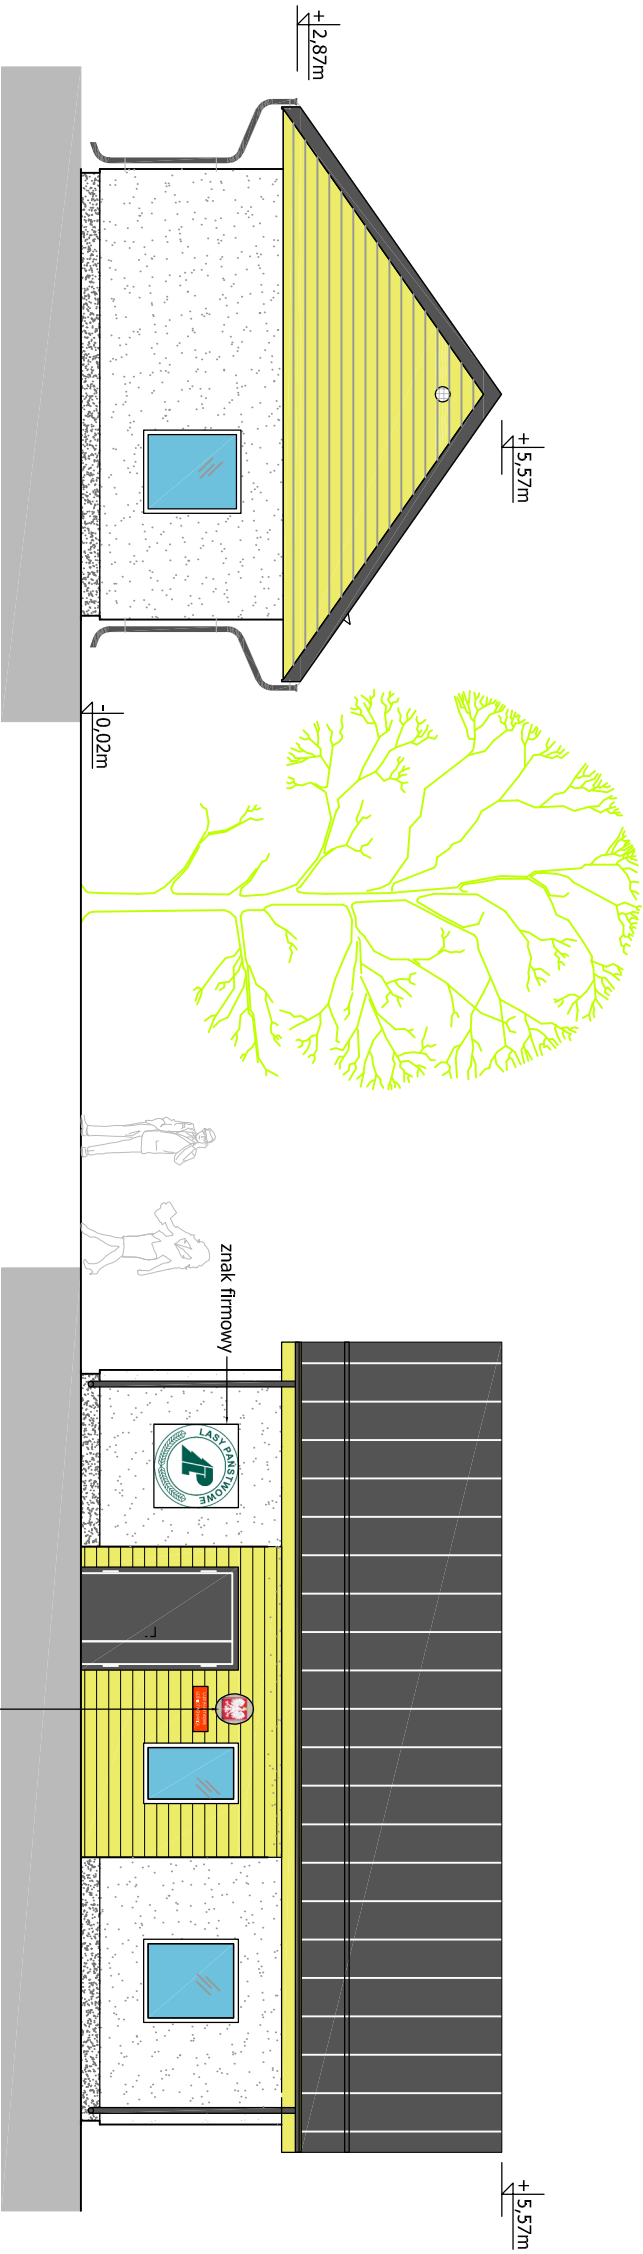 + 2,87m
+ 5,57m
- 0,02m
znak firmowy
LASY PAŃSTWOWE
+ 5,57m